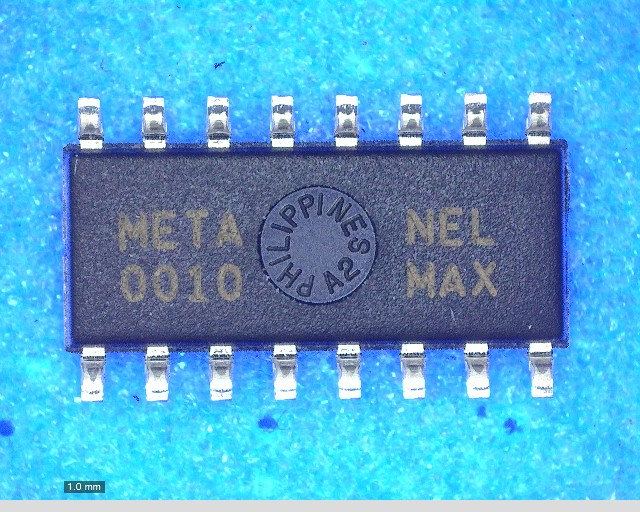 META
0010
PHILIPPINES
A2
NEL
MAX
1.0 mm